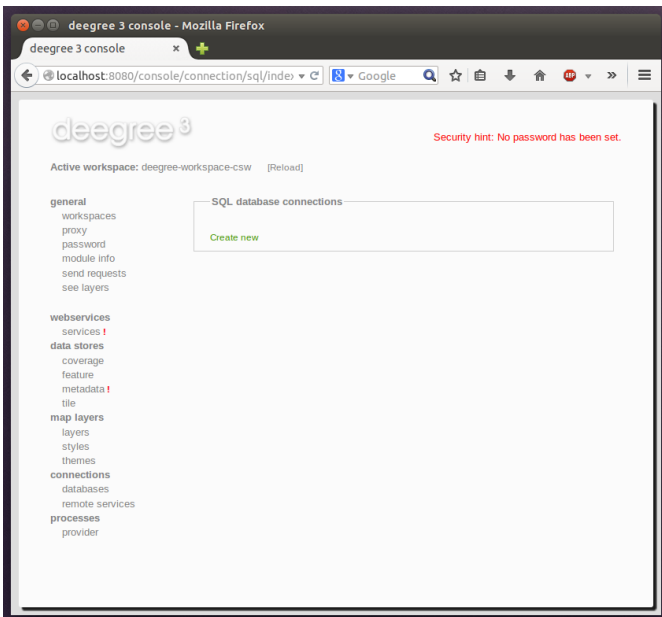 deegree 3 console - Mozilla Firefox
deegree 3 console
localhost:8080/console/connection/sql/index
Google
ABP
deegree 3
Security hint: No password has been set.
Active workspace: deegree-workspace-csw [Reload]
general
workspaces
proxy
password
module info
send requests
see layers
SQL database connections
Create new
webservices
services !
data stores
coverage
feature
metadata !
tile
map layers
layers
styles
themes
connections
databases
remote services
processes
provider